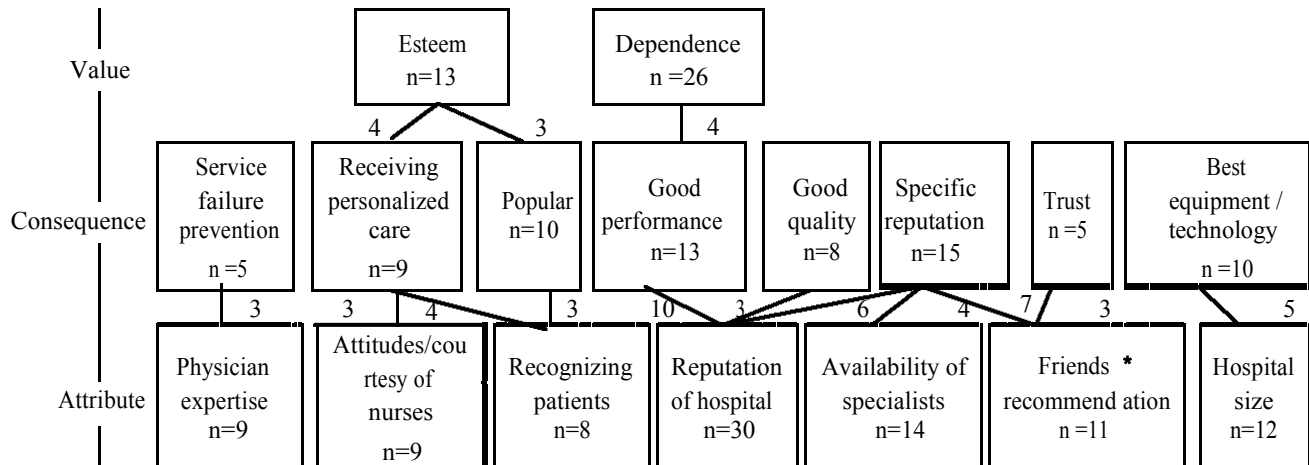 Value
Esteem
n=13
Dependence
n =26
4
3
4
Consequence
Service
failure
prevention
n =5
Receiving
personalized
care
n=9
Popular
n=10
Good
performance
n=13
Good
quality
n=8
Specific
reputation
n=15
Trust
n =5
Best
equipment /
technology
n =10
3
3
4
3
10
3
6
4
7
3
5
Attribute
Physician
expertise
n=9
Attitudes/cou
rtesy of
nurses
n=9
Recognizing
patients
n=8
Reputation
of hospital
n=30
Availability of
specialists
n=14
Friends *
recommend ation
n =11
Hospital
size
n=12